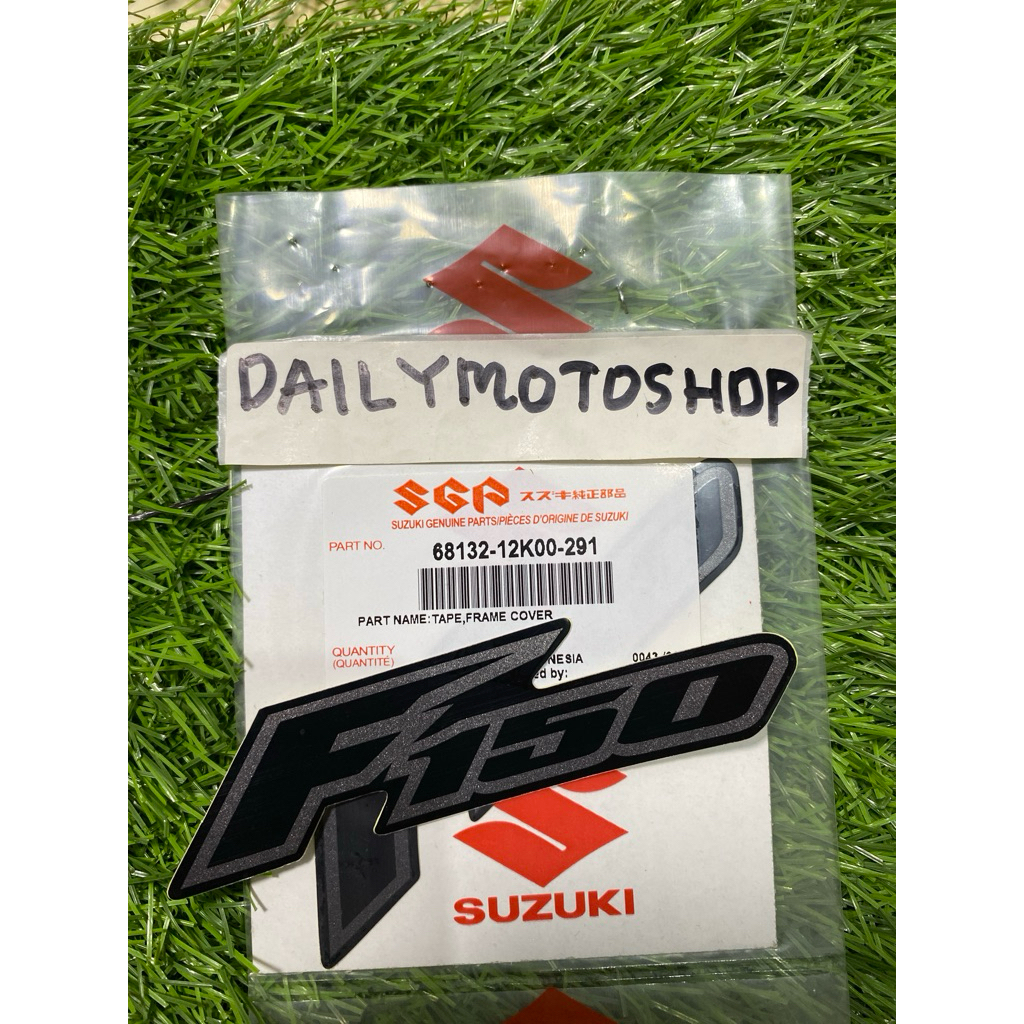 DAILYMOTOSHOP
SGP スズキ純正部品
SUZUKI GENUINE PARTS/PIÈCES D'ORIGINE DE SUZUKI
PART NO. 68132-12K00-291
PART NAME:TAPE,FRAME COVER
QUANTITY
(QUANTITÉ)
by:
F150
SUZUKI